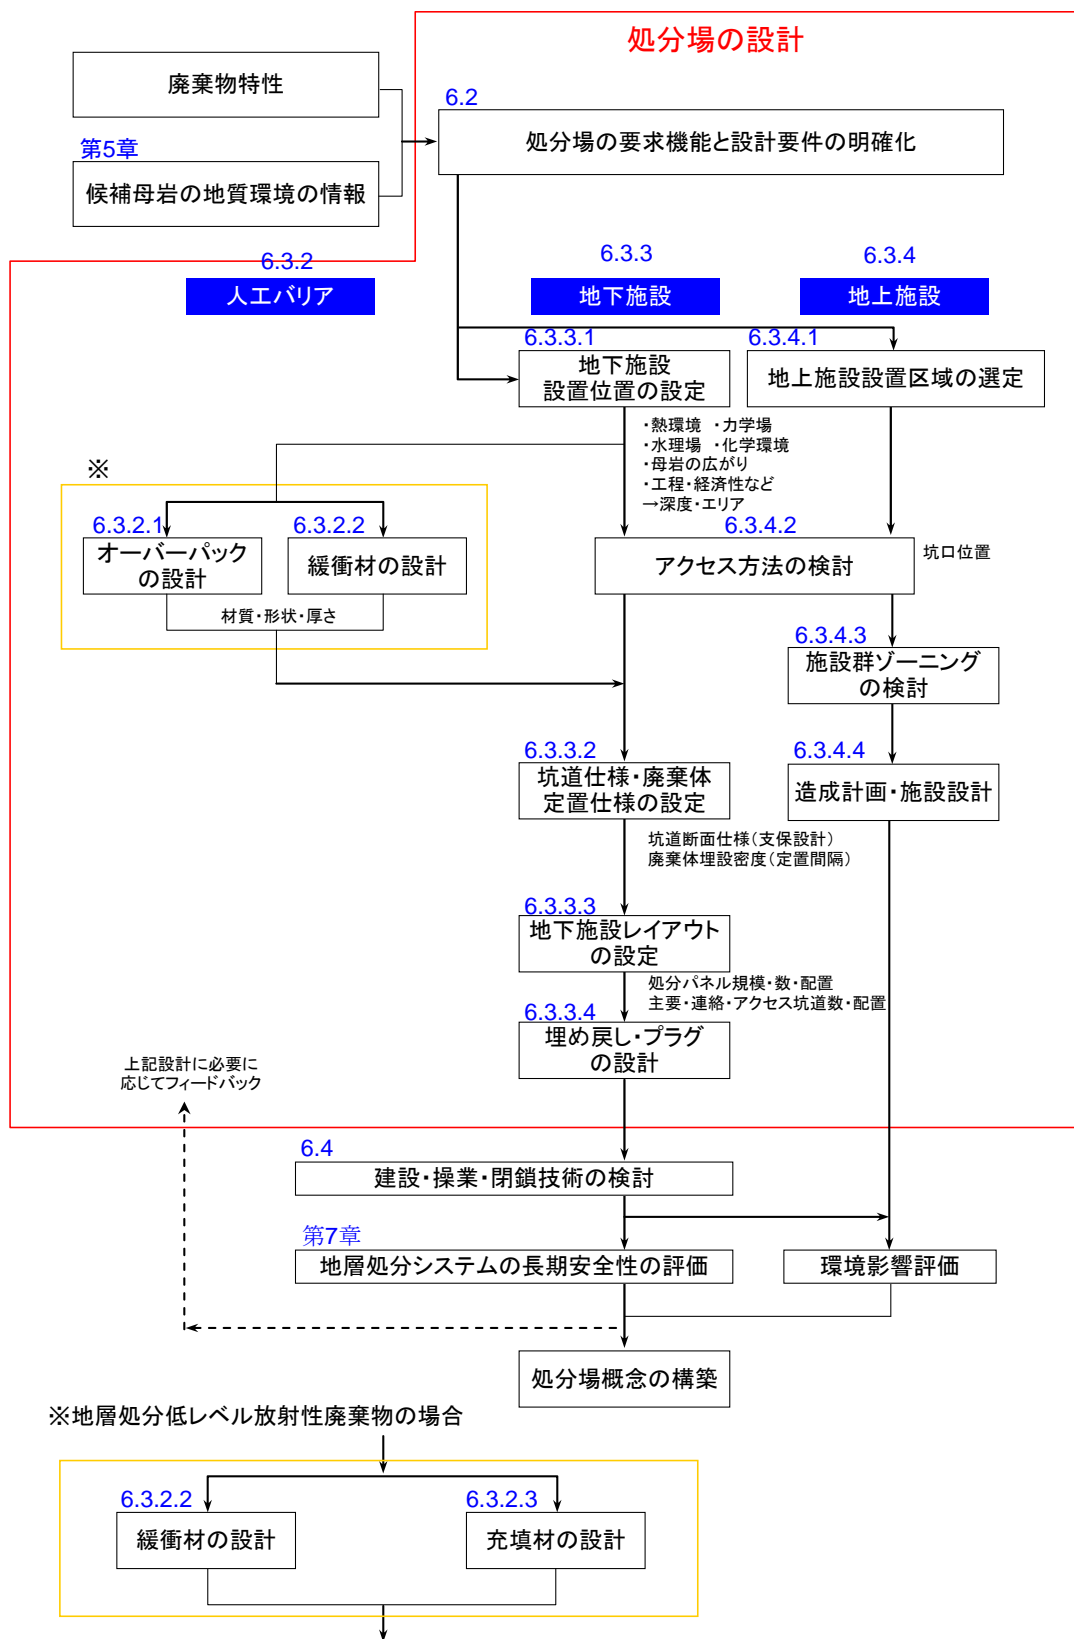 処分場の設計
廃棄物特性
6.2
処分場の要求機能と設計要件の明確化
第5章
候補母岩の地質環境の情報
6.3.2
人工バリア
6.3.3
地下施設
6.3.4
地上施設
6.3.3.1
地下施設
設置位置の設定
6.3.4.1
地上施設設置区域の選定
・熱環境 ・力学場
・水理場 ・化学環境
・母岩の広がり
・工程・経済性など
→深度・エリア
※
6.3.2.1
オーバーパック
の設計
6.3.2.2
緩衝材の設計
材質・形状・厚さ
6.3.4.2
アクセス方法の検討
坑口位置
6.3.4.3
施設群ゾーニング
の検討
6.3.3.2
坑道仕様・廃棄体
定置仕様の設定
6.3.4.4
造成計画・施設設計
坑道断面仕様(支保設計)
廃棄体埋設密度(定置間隔)
6.3.3.3
地下施設レイアウト
の設定
処分パネル規模・数・配置
主要・連絡・アクセス坑道数・配置
6.3.3.4
埋め戻し・プラグ
の設計
上記設計に必要に
応じてフィードバック
6.4
建設・操業・閉鎖技術の検討
第7章
地層処分システムの長期安全性の評価
環境影響評価
処分場概念の構築
※地層処分低レベル放射性廃棄物の場合
6.3.2.2
緩衝材の設計
6.3.2.3
充填材の設計